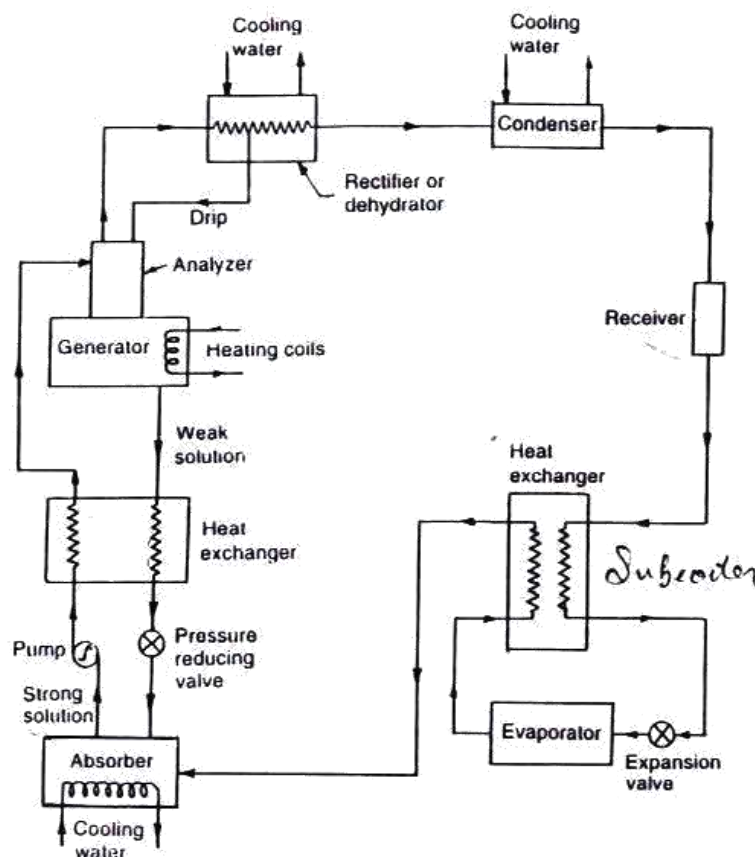 Cooling
water
Cooling
water
Condenser
Rectifier or
dehydrator
Drip
Analyzer
Generator
Heating coils
Receiver
Weak
solution
Heat
exchanger
Heat
exchanger
Subcooler
Pump
Pressure
reducing
valve
Strong
solution
Evaporator
Absorber
Expansion
valve
Cooling
water